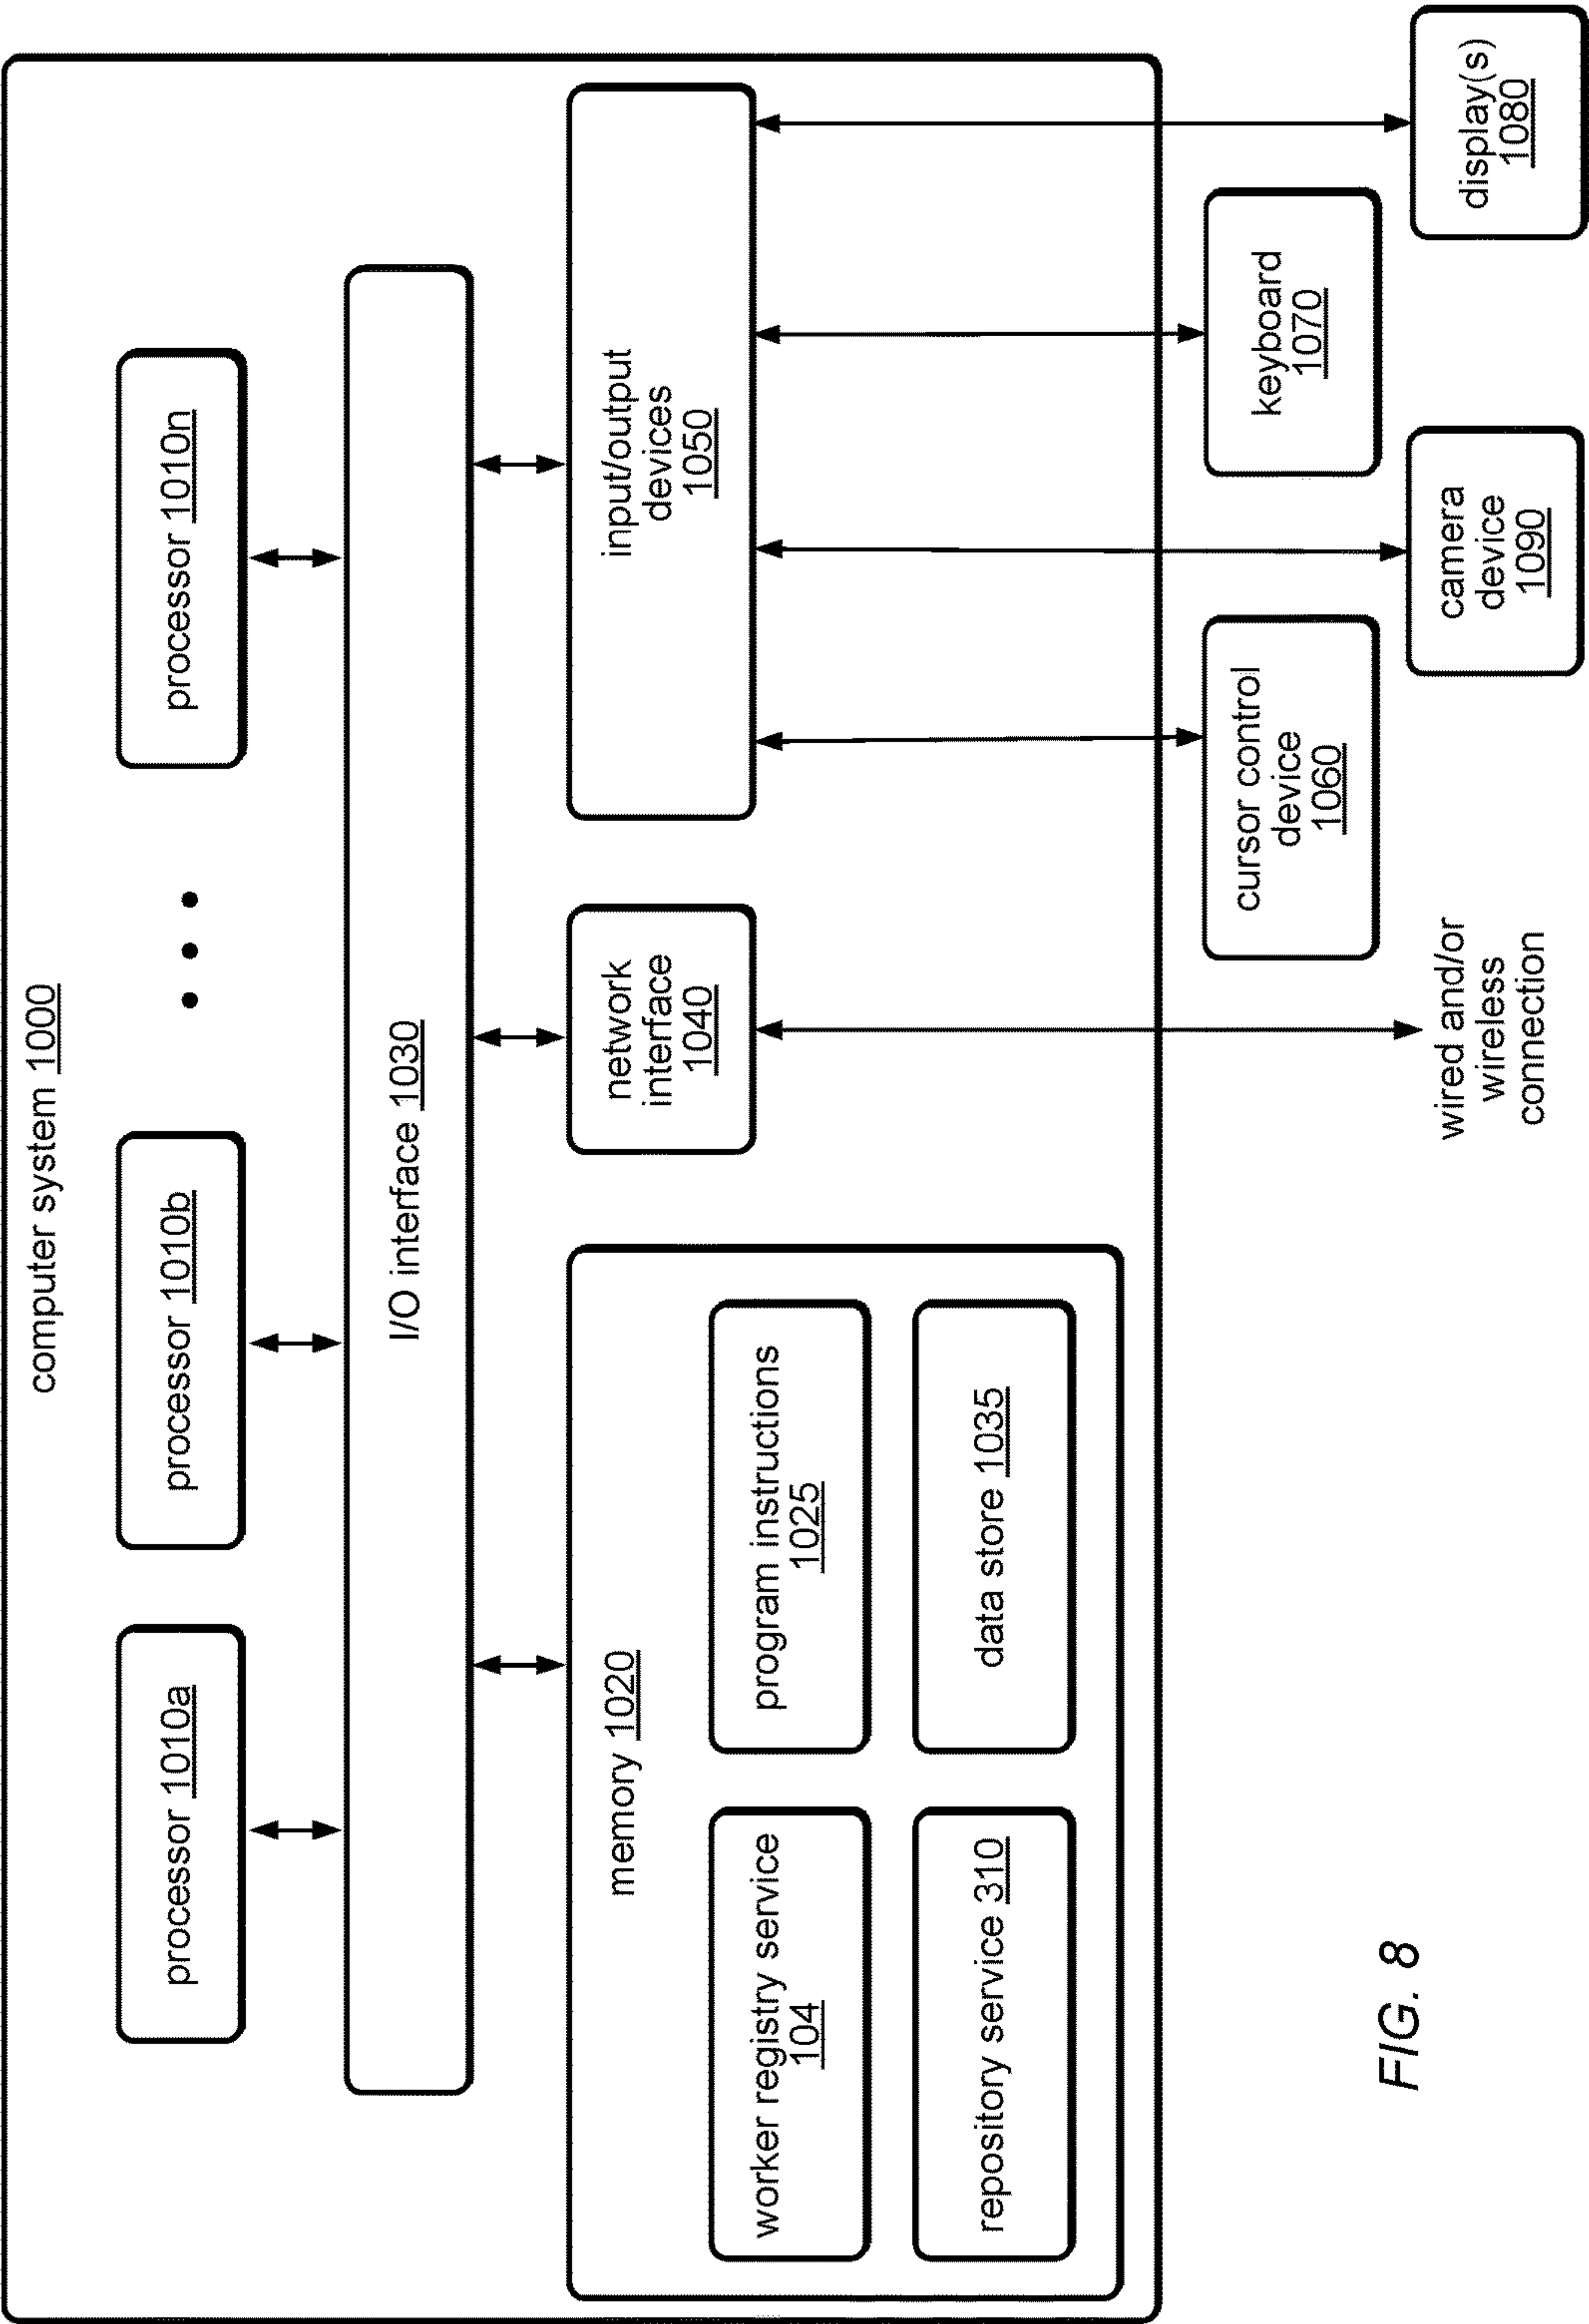 computer system 1000
processor 1010a
processor 1010b
processor 1010n
I/O interface 1030
memory 1020
worker registry service
104
program instructions
1025
repository service 310
data store 1035
network
interface
1040
input/output
devices
1050
wired and/or
wireless
connection
cursor control
device
1060
camera
device
1090
keyboard
1070
display(s)
1080
FIG. 8